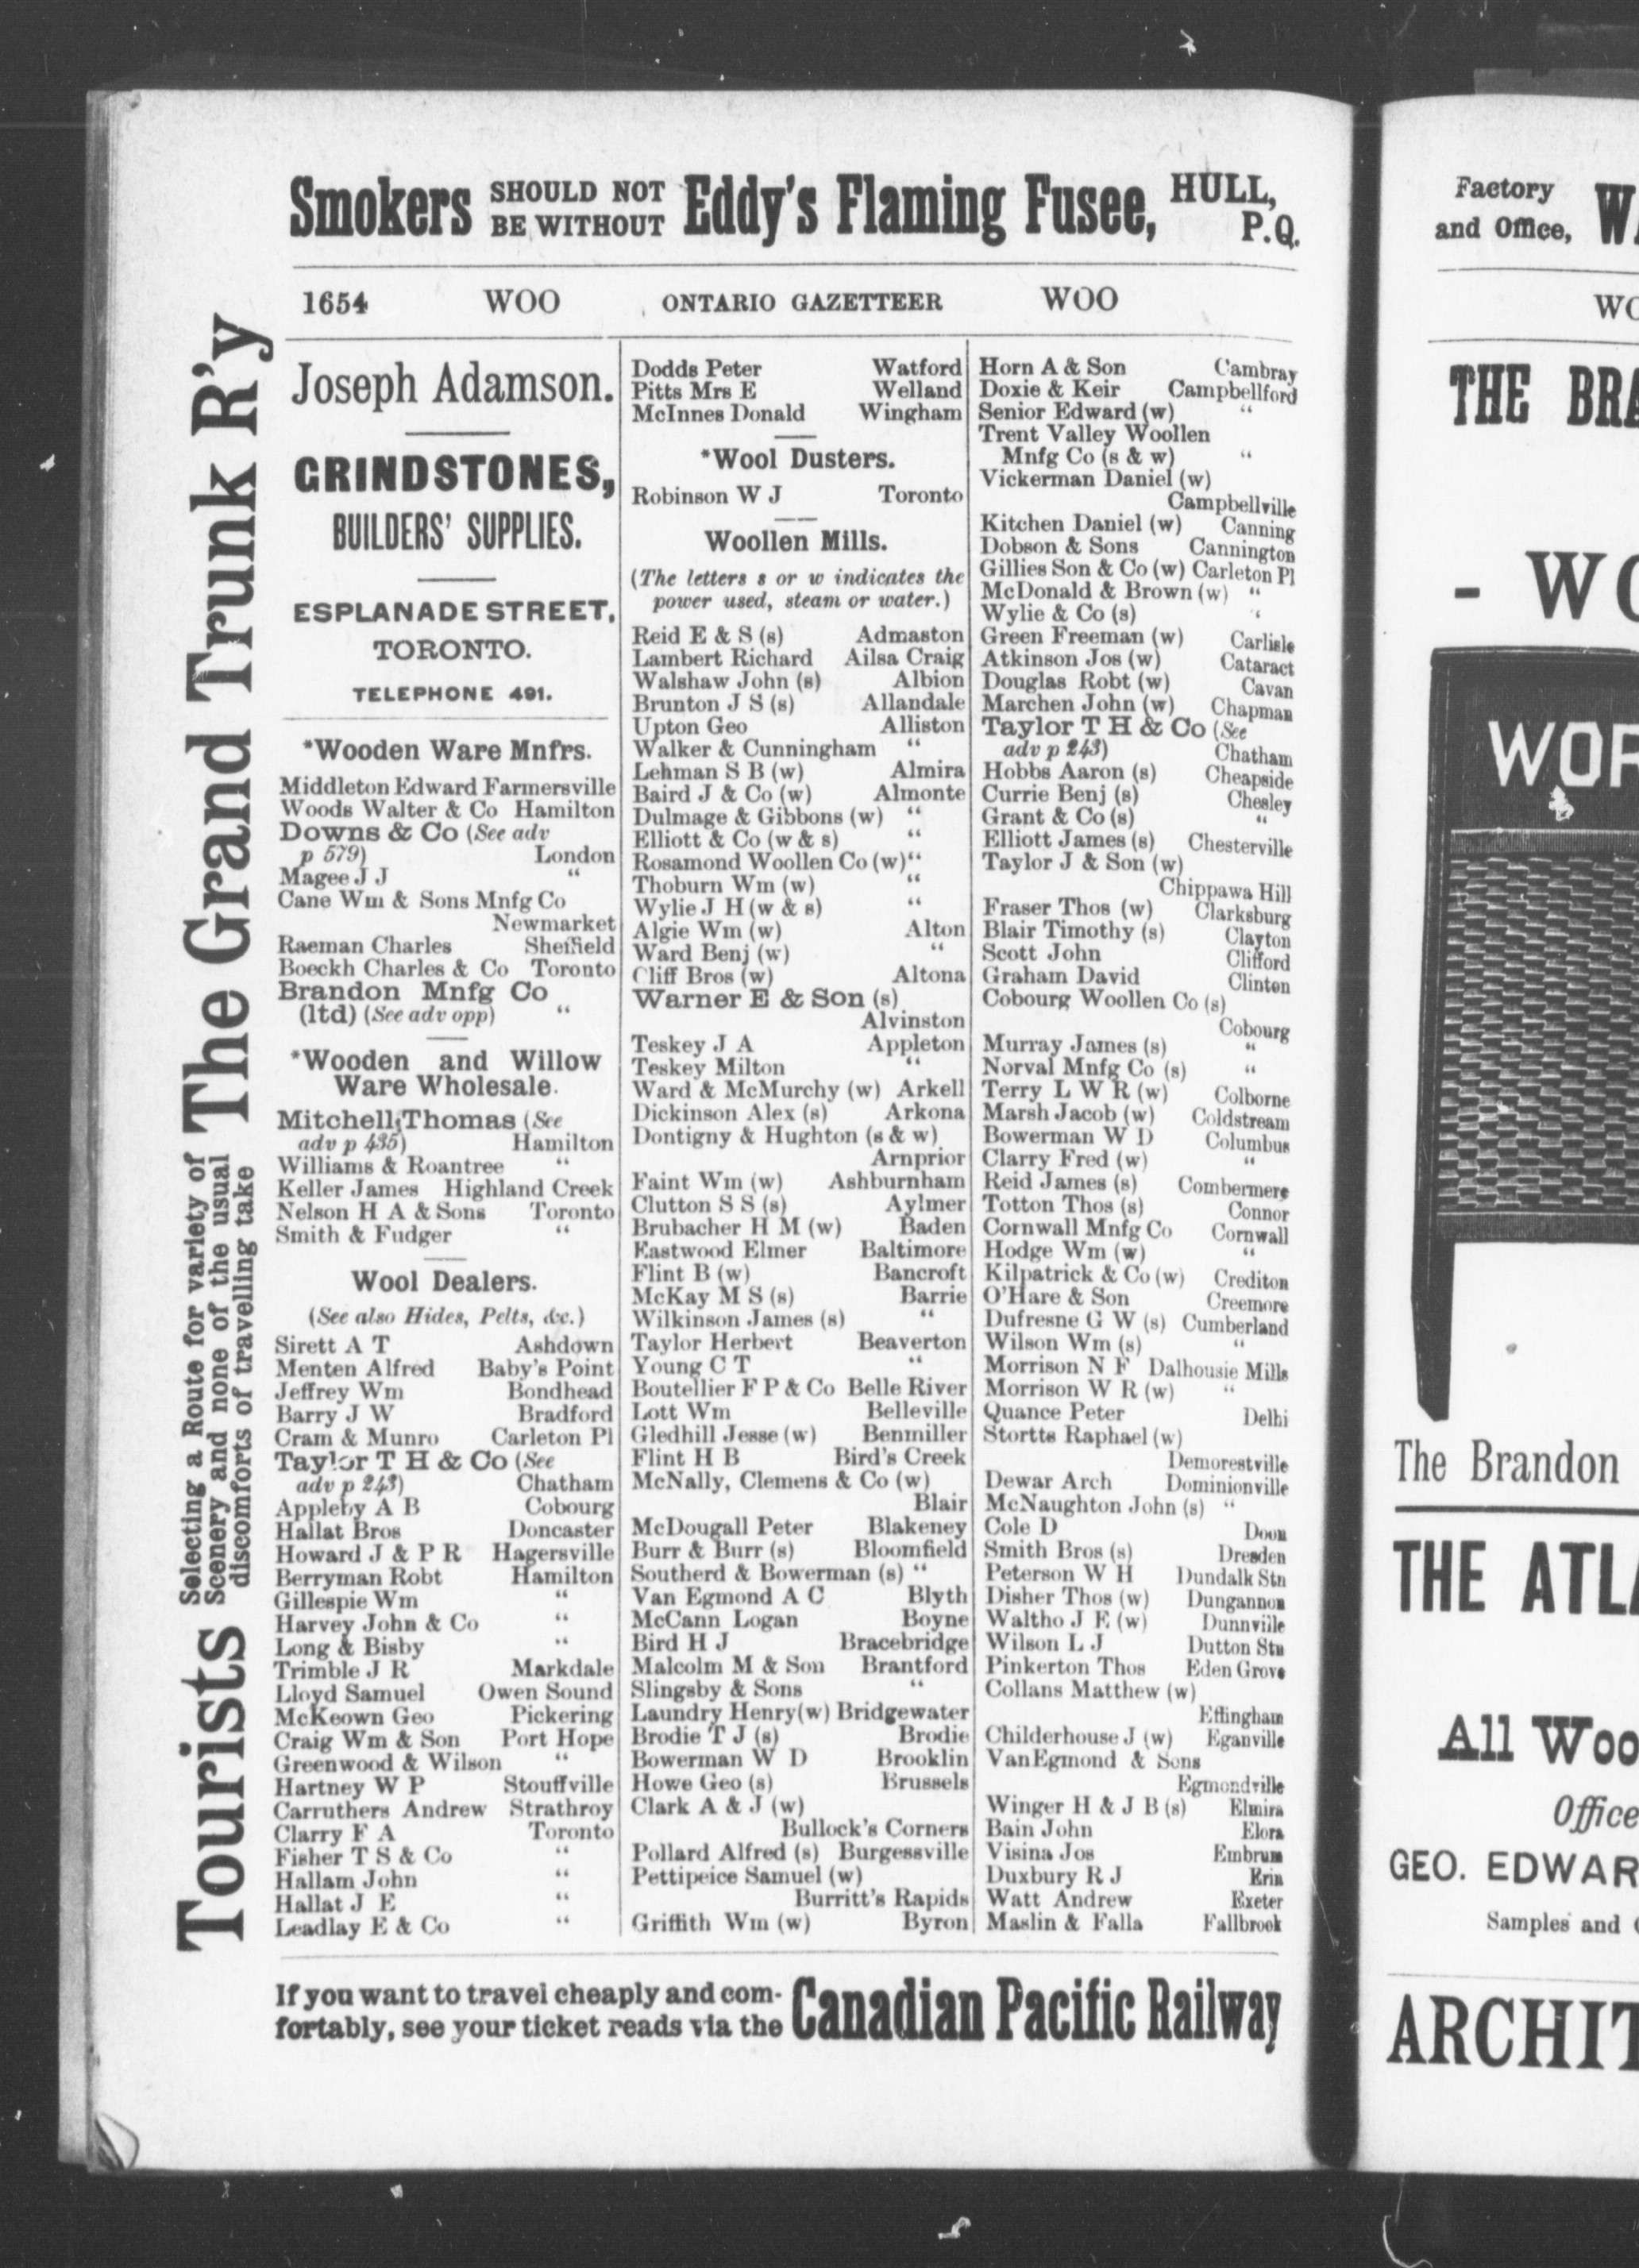 Smokers SHOULD NOT BE WITHOUT Eddy's Flaming Fusee, HULL, P.Q.
1654 WOO ONTARIO GAZETTEER WOO
Tourists Selecting a Route for variety of
Scenery and none of the usual
discomforts of travelling take
The Grand Trunk R'y
Joseph Adamson.
GRINDSTONES,
BUILDERS' SUPPLIES.
ESPLANADE STREET,
TORONTO.
TELEPHONE 491.
*Wooden Ware Mnfrs.
Middleton Edward Farmersville
Woods Walter & Co Hamilton
Downs & Co (See adv
p 579) London
Magee J J "
Cane Wm & Sons Mnfg Co
Newmarket
Raeman Charles Sheffield
Boeckh Charles & Co Toronto
Brandon Mnfg Co
(ltd) (See adv opp) "
*Wooden and Willow
Ware Wholesale.
Mitchell Thomas (See
adv p 435) Hamilton
Williams & Roantree "
Keller James Highland Creek
Nelson H A & Sons Toronto
Smith & Fudger "
Wool Dealers.
(See also Hides, Pelts, &c.)
Sirett A T Ashdown
Menten Alfred Baby's Point
Jeffrey Wm Bondhead
Barry J W Bradford
Cram & Munro Carleton Pl
Taylor T H & Co (See
adv p 243) Chatham
Appleby A B Cobourg
Hallat Bros Doncaster
Howard J & P R Hagersville
Berryman Robt Hamilton
Gillespie Wm "
Harvey John & Co "
Long & Bisby "
Trimble J R Markdale
Lloyd Samuel Owen Sound
McKeown Geo Pickering
Craig Wm & Son Port Hope
Greenwood & Wilson "
Hartney W P Stouffville
Carruthers Andrew Strathroy
Clarry F A Toronto
Fisher T S & Co "
Hallam John "
Hallat J E "
Leadlay E & Co "
Dodds Peter Watford
Pitts Mrs E Welland
McInnes Donald Wingham
*Wool Dusters.
Robinson W J Toronto
Woollen Mills.
(The letters s or w indicates the
power used, steam or water.)
Reid E & S (s) Admaston
Lambert Richard Ailsa Craig
Walshaw John (s) Albion
Brunton J S (s) Allandale
Upton Geo Alliston
Walker & Cunningham "
Lehman S B (w) Almira
Baird J & Co (w) Almonte
Dulmage & Gibbons (w) "
Elliott & Co (w & s) "
Rosamond Woollen Co (w) "
Thoburn Wm (w) "
Wylie J H (w & s) "
Algie Wm (w) Alton
Ward Benj (w) "
Cliff Bros (w) Altona
Warner E & Son (s)
Alvinston
Teskey J A Appleton
Teskey Milton "
Ward & McMurchy (w) Arkell
Dickinson Alex (s) Arkona
Dontigny & Hughton (s & w)
Arnprior
Faint Wm (w) Ashburnham
Clutton S S (s) Aylmer
Brubacher H M (w) Baden
Eastwood Elmer Baltimore
Flint B (w) Bancroft
McKay M S (s) Barrie
Wilkinson James (s) "
Taylor Herbert Beaverton
Young C T "
Boutellier F P & Co Belle River
Lott Wm Belleville
Gledhill Jesse (w) Benmiller
Flint H B Bird's Creek
McNally, Clemens & Co (w)
Blair
McDougall Peter Blakeney
Burr & Burr (s) Bloomfield
Southerd & Bowerman (s) "
Van Egmond A C Blyth
McCann Logan Boyne
Bird H J Bracebridge
Malcolm M & Son Brantford
Slingsby & Sons "
Laundry Henry(w) Bridgewater
Brodie T J (s) Brodie
Bowerman W D Brooklin
Howe Geo (s) Brussels
Clark A & J (w)
Bullock's Corners
Pollard Alfred (s) Burgessville
Pettipeice Samuel (w)
Burritt's Rapids
Griffith Wm (w) Byron
Horn A & Son Cambray
Doxie & Keir Campbellford
Senior Edward (w) "
Trent Valley Woollen
Mnfg Co (s & w) "
Vickerman Daniel (w)
Campbellville
Kitchen Daniel (w) Canning
Dobson & Sons Cannington
Gillies Son & Co (w) Carleton Pl
McDonald & Brown (w) "
Wylie & Co (s) "
Green Freeman (w) Carlisle
Atkinson Jos (w) Cataract
Douglas Robt (w) Cavan
Marchen John (w) Chapman
Taylor T H & Co (See
adv p 243) Chatham
Hobbs Aaron (s) Cheapside
Currie Benj (s) Chesley
Grant & Co (s) "
Elliott James (s) Chesterville
Taylor J & Son (w)
Chippawa Hill
Fraser Thos (w) Clarksburg
Blair Timothy (s) Clayton
Scott John Clifford
Graham David Clinton
Cobourg Woollen Co (s)
Cobourg
Murray James (s) "
Norval Mnfg Co (s) "
Terry L W R (w) Colborne
Marsh Jacob (w) Coldstream
Bowerman W D Columbus
Clarry Fred (w) "
Reid James (s) Combermere
Totton Thos (s) Connor
Cornwall Mnfg Co Cornwall
Hodge Wm (w) "
Kilpatrick & Co (w) Crediton
O'Hare & Son Creemore
Dufresne G W (s) Cumberland
Wilson Wm (s) "
Morrison N F Dalhousie Mills
Morrison W R (w) "
Quance Peter Delhi
Stortts Raphael (w)
Demorestville
Dewar Arch Dominionville
McNaughton John (s) "
Cole D Doon
Smith Bros (s) Dresden
Peterson W H Dundalk Stn
Disher Thos (w) Dungannon
Waltho J E (w) Dunnville
Wilson L J Dutton Stn
Pinkerton Thos Eden Grove
Collans Matthew (w)
Effingham
Childerhouse J (w) Eganville
VanEgmond & Sons
Egmondville
Winger H & J B (s) Elmira
Bain John Elora
Visina Jos Embrum
Duxbury R J Erin
Watt Andrew Exeter
Maslin & Falla Fallbrook
If you want to travel cheaply and com-
fortably, see your ticket reads via the Canadian Pacific Railway
Factory
and Office,
THE
The Brandon
THE
All
Office
GEO.
Samples and